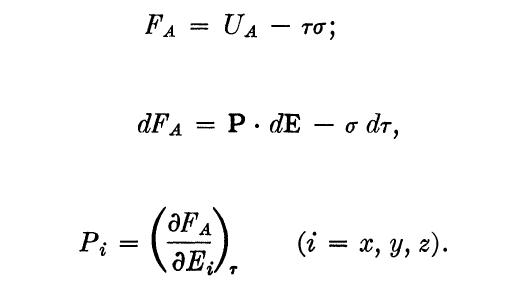 F_A = U_A − τσ;
dF_A = P · dE − σ dτ,
P_i = (∂F_A/∂E_i)_τ (i = x, y, z).